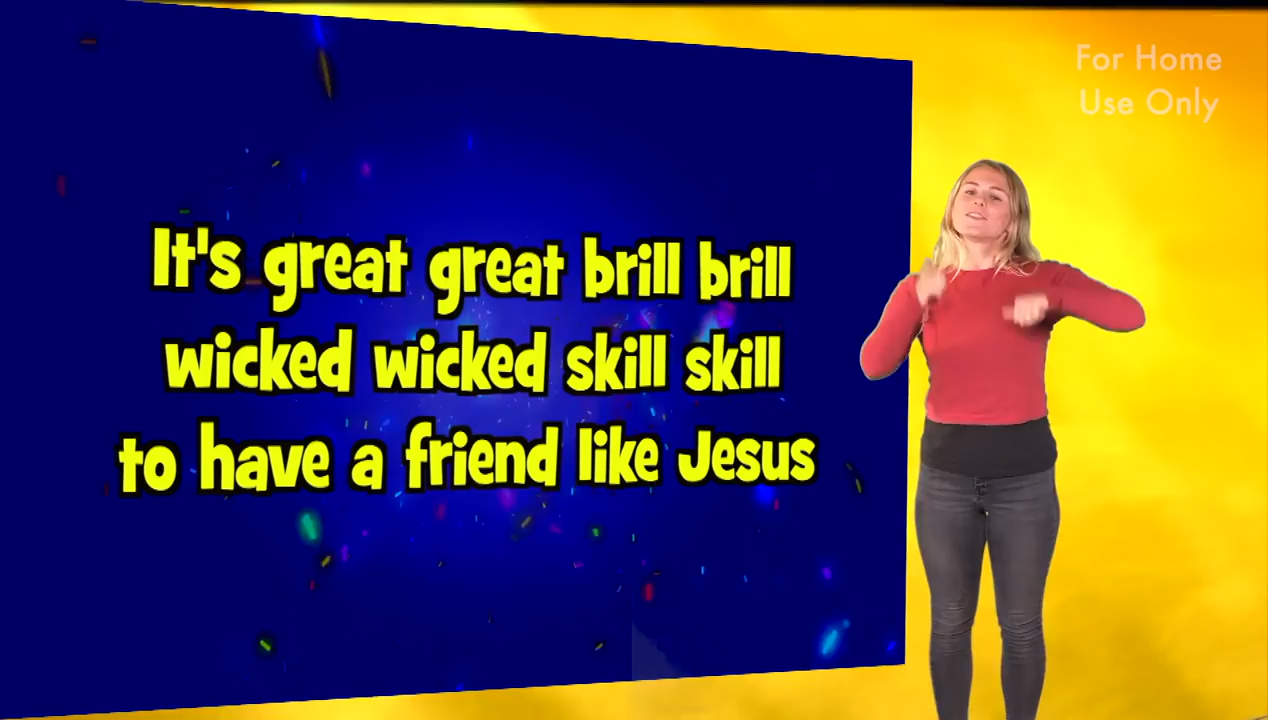 For Home
Use Only
It's great great brill brill
wicked wicked skill skill
to have a friend like Jesus